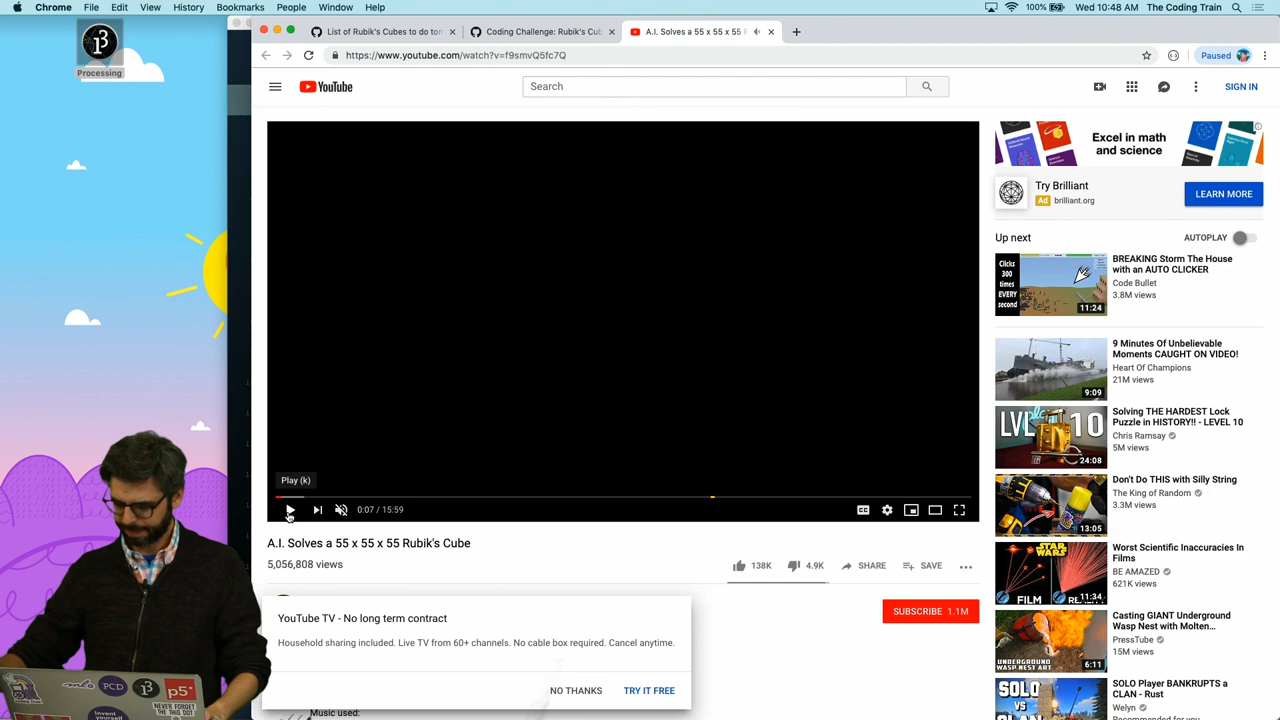 Chrome File Edit View History Bookmarks People Window Help
100% Wed 10:48 AM The Coding Train
Processing
List of Rubik's Cubes to do ton
Coding Challenge: Rubik's Cub
A.I. Solves a 55 x 55 x 55 R
https://www.youtube.com/watch?v=f9smvQ5fc7Q
Paused
YouTube
Search
SIGN IN
Excel in math
and science
Try Brilliant
Ad brilliant.org
LEARN MORE
Up next
AUTOPLAY
Clicks
300
times
EVERY
second
11:24
BREAKING Storm The House
with an AUTO CLICKER
Code Bullet
3.8M views
9:09
9 Minutes Of Unbelievable
Moments CAUGHT ON VIDEO!
Heart Of Champions
21M views
LVL 10
24:08
Solving THE HARDEST Lock
Puzzle in HISTORY!! - LEVEL 10
Chris Ramsay
5M views
13:05
Don't Do THIS with Silly String
The King of Random
3.3M views
STAR
WARS
FILM
11:34
Worst Scientific Inaccuracies In
Films
BE AMAZED
621K views
UNDERGROUND
WASP NEST ART
6:11
Casting GIANT Underground
Wasp Nest with Molten…
PressTube
15M views
SOLO
VS
SOLO Player BANKRUPTS a
CLAN - Rust
Welyn
Play (k)
0:07 / 15:59
A.I. Solves a 55 x 55 x 55 Rubik's Cube
5,056,808 views
138K
4.9K
SHARE
SAVE
SUBSCRIBE 1.1M
YouTube TV - No long term contract
Household sharing included. Live TV from 60+ channels. No cable box required. Cancel anytime.
NO THANKS
TRY IT FREE
Music used:
PCD
p5*
NEVER
FORGET
THE
THIS DOT